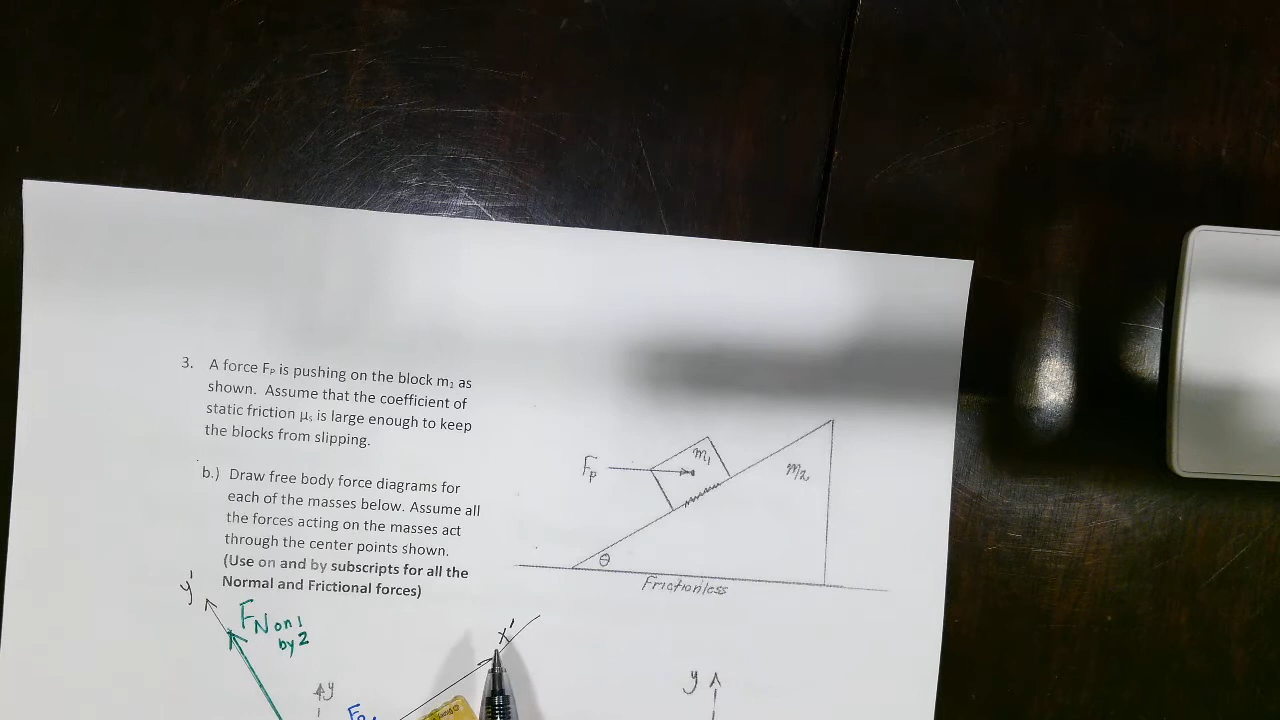 3. A force Fₚ is pushing on the block m₁ as
shown. Assume that the coefficient of
static friction μₛ is large enough to keep
the blocks from slipping.
b.) Draw free body force diagrams for
each of the masses below. Assume all
the forces acting on the masses act
through the center points shown.
(Use on and by subscripts for all the
Normal and Frictional forces)
Fₚ
m₁
m₂
θ
Frictionless
y'
F N on 1
by 2
x'
y
y